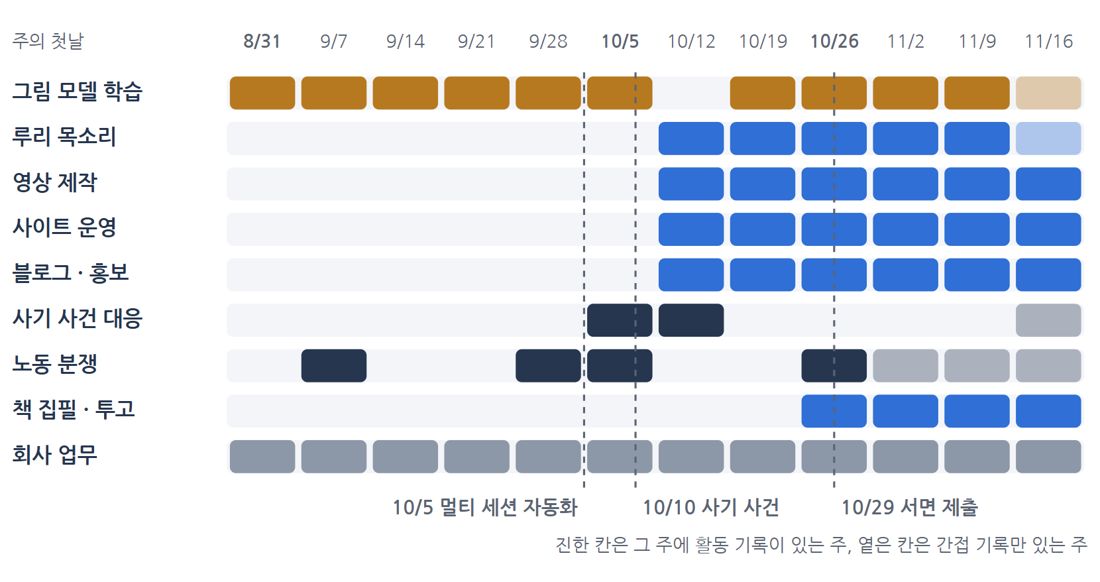 주의 첫날 8/31 9/7 9/14 9/21 9/28 10/5 10/12 10/19 10/26 11/2 11/9 11/16
그림 모델 학습
루리 목소리
영상 제작
사이트 운영
블로그 · 홍보
사기 사건 대응
노동 분쟁
책 집필 · 투고
회사 업무
10/5 멀티 세션 자동화 10/10 사기 사건 10/29 서면 제출
진한 칸은 그 주에 활동 기록이 있는 주, 옅은 칸은 간접 기록만 있는 주